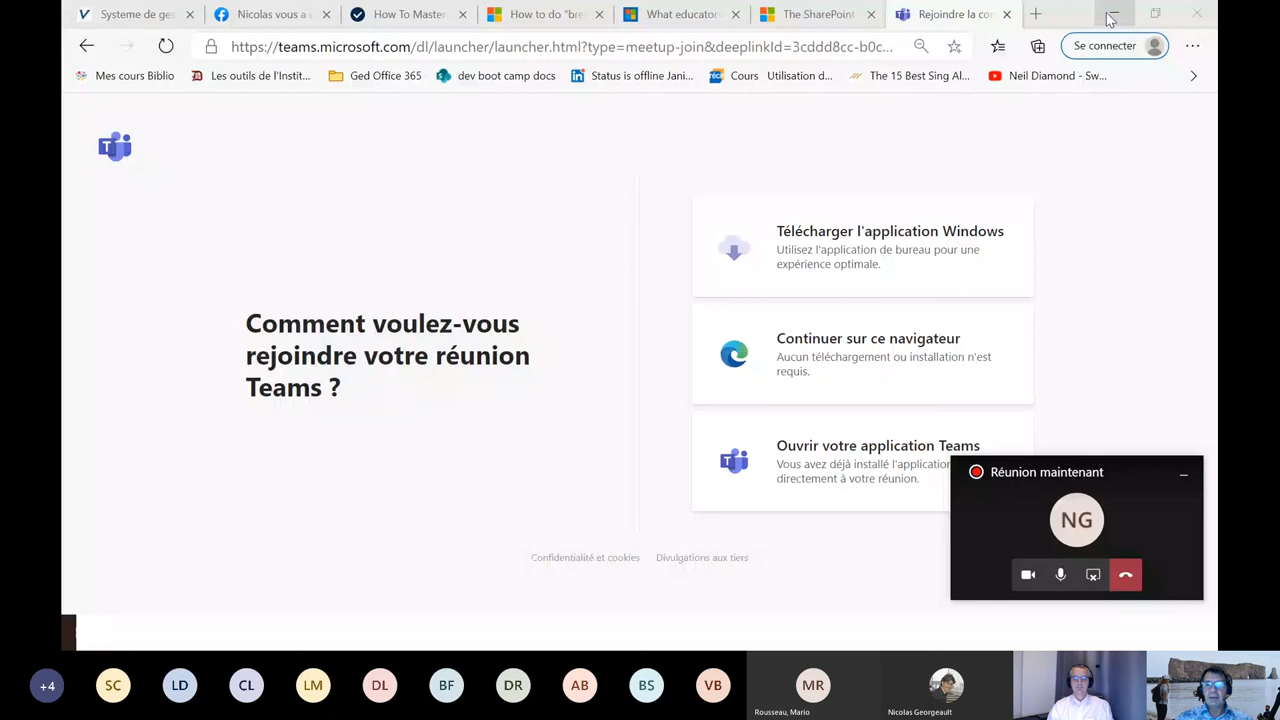 Systeme de ges
Nicolas vous a e
How To Master
How to do "bre
What educator
The SharePoint
Rejoindre la con
https://teams.microsoft.com/dl/launcher/launcher.html?type=meetup-join&deeplinkId=3cddd8cc-b0c...
Se connecter
Mes cours Biblio
Les outils de l'Instit...
Ged Office 365
dev boot camp docs
Status is offline Jani...
Cours
Utilisation d...
The 15 Best Sing Al...
Neil Diamond - Sw...
Télécharger l'application Windows
Utilisez l'application de bureau pour une
expérience optimale.
Comment voulez-vous
rejoindre votre réunion
Teams ?
Continuer sur ce navigateur
Aucun téléchargement ou installation n'est
requis.
Ouvrir votre application Teams
Vous avez déjà installé l'application
directement à votre réunion.
Réunion maintenant
NG
Confidentialité et cookies
Divulgations aux tiers
+4
SC
LD
CL
LM
DL
BF
DR
AB
BS
VB
MR
Rousseau, Mario
Nicolas Georgeault